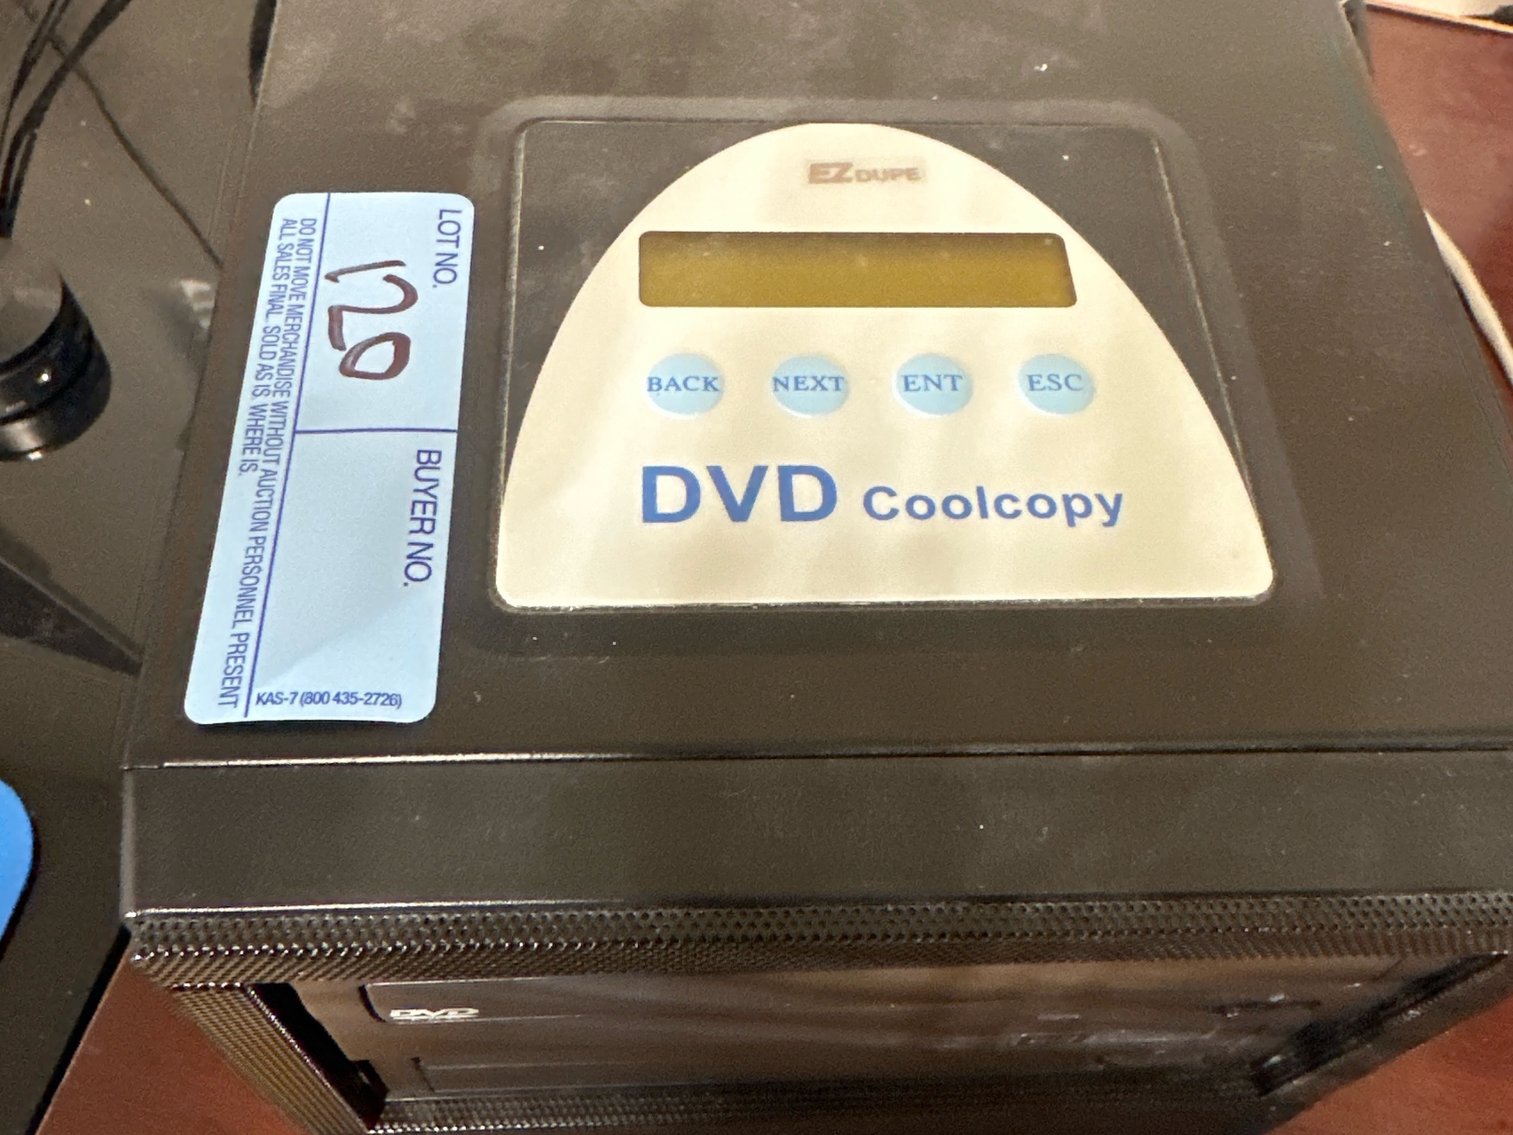 EZ DUPE
BACK NEXT ENT ESC
DVD Coolcopy
LOT NO.
120
BUYER NO.
DO NOT MOVE MERCHANDISE WITHOUT AUCTION PERSONNEL PRESENT
ALL SALES FINAL. SOLD AS IS. WHERE IS.
KAS-7 (800 435-2726)
DVD